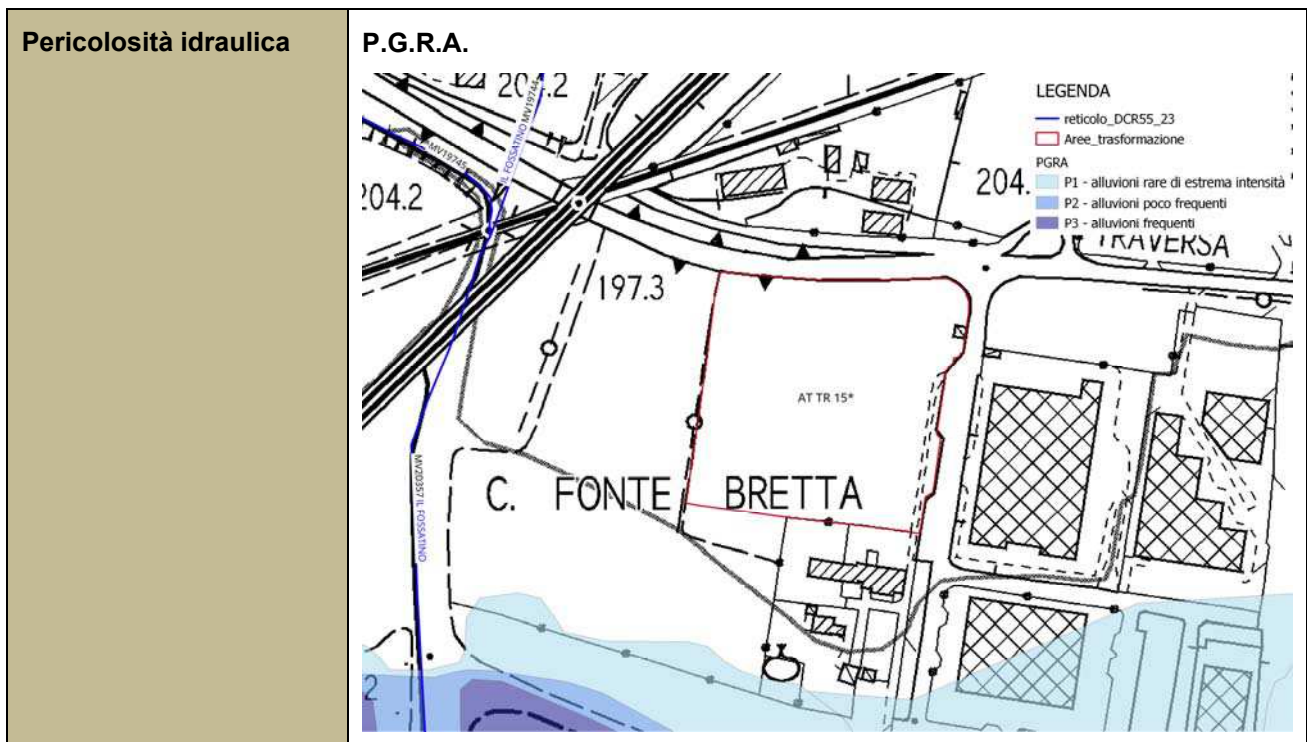 Pericolosità idraulica
P.G.R.A.
LEGENDA
reticolo_DCR55_23
Aree_trasformazione
PGRA
P1 - alluvioni rare di estrema intensità
P2 - alluvioni poco frequenti
P3 - alluvioni frequenti
IL FOSSATINO MV19744
MV19745
204.2
204.
TRAVERSA
197.3
AT TR 15*
C. FONTE BRETTA
MV20357 IL FOSSATINO
2